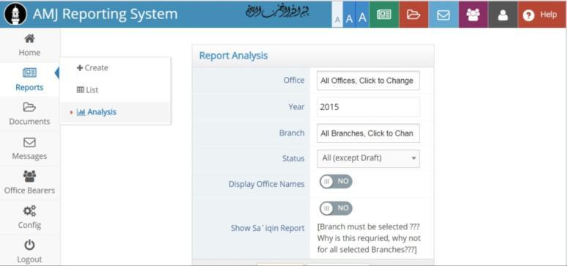 AMJ Reporting System
A A A
Help
Home
Reports
Documents
Messages
Office Bearers
Config
Logout
Create
List
Analysis
Report Analysis
Office All Offices, Click to Change
Year 2015
Branch All Branches, Click to Chan
Status All (except Draft)
Display Office Names NO
NO
Show Sa`iqin Report [Branch must be selected ???
Why is this requried, why not
for all selected Branches???]